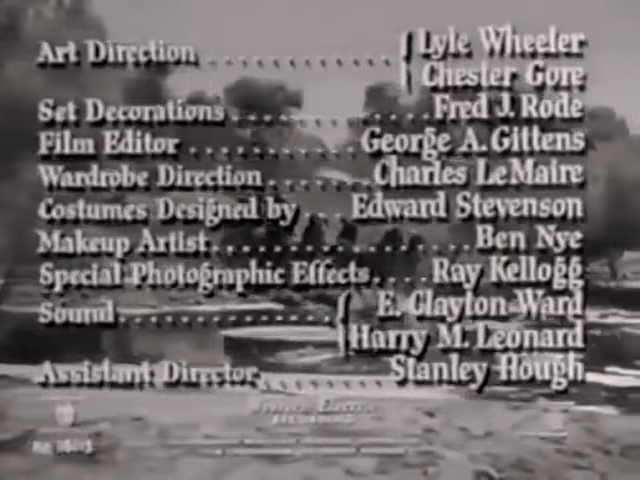 Art Direction .......... { Lyle Wheeler
Chester Gore
Set Decorations .......... Fred J. Rode
Film Editor .......... George A. Gittens
Wardrobe Direction .......... Charles LeMaire
Costumes Designed by .... Edward Stevenson
Makeup Artist .......... Ben Nye
Special Photographic Effects .... Ray Kellogg
Sound .......... { E. Clayton Ward
Harry M. Leonard
Assistant Director .......... Stanley Hough
RECORDING